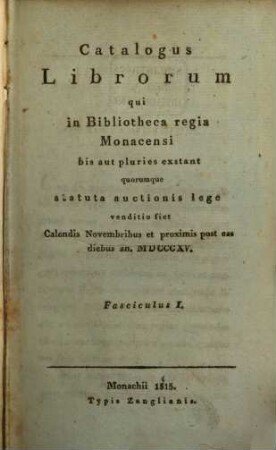 Catalogus
Librorum
qui
in Bibliotheca regia
Monacensi
bis aut pluries exstant
quorumque
statuta auctionis lege
venditio fiet
Calendis Novembribus et proximis post eas
diebus an. MDCCCXV.
Fasciculus I.
Monachii 1815.
Typis Zanglianis.